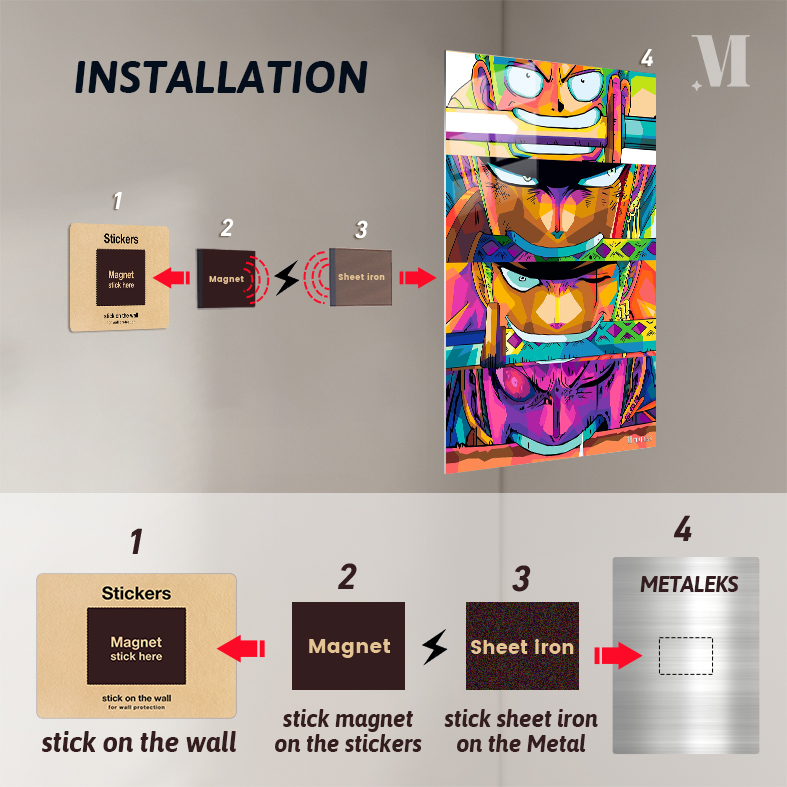 INSTALLATION
M
4
1
2
3
Stickers
Magnet
stick here
stick on the wall
for wall protection
Magnet
Sheet iron
1
2
3
4
Stickers
Magnet
stick here
stick on the wall
for wall protection
Magnet
Sheet iron
METALEKS
stick on the wall
stick magnet
on the stickers
stick sheet iron
on the Metal